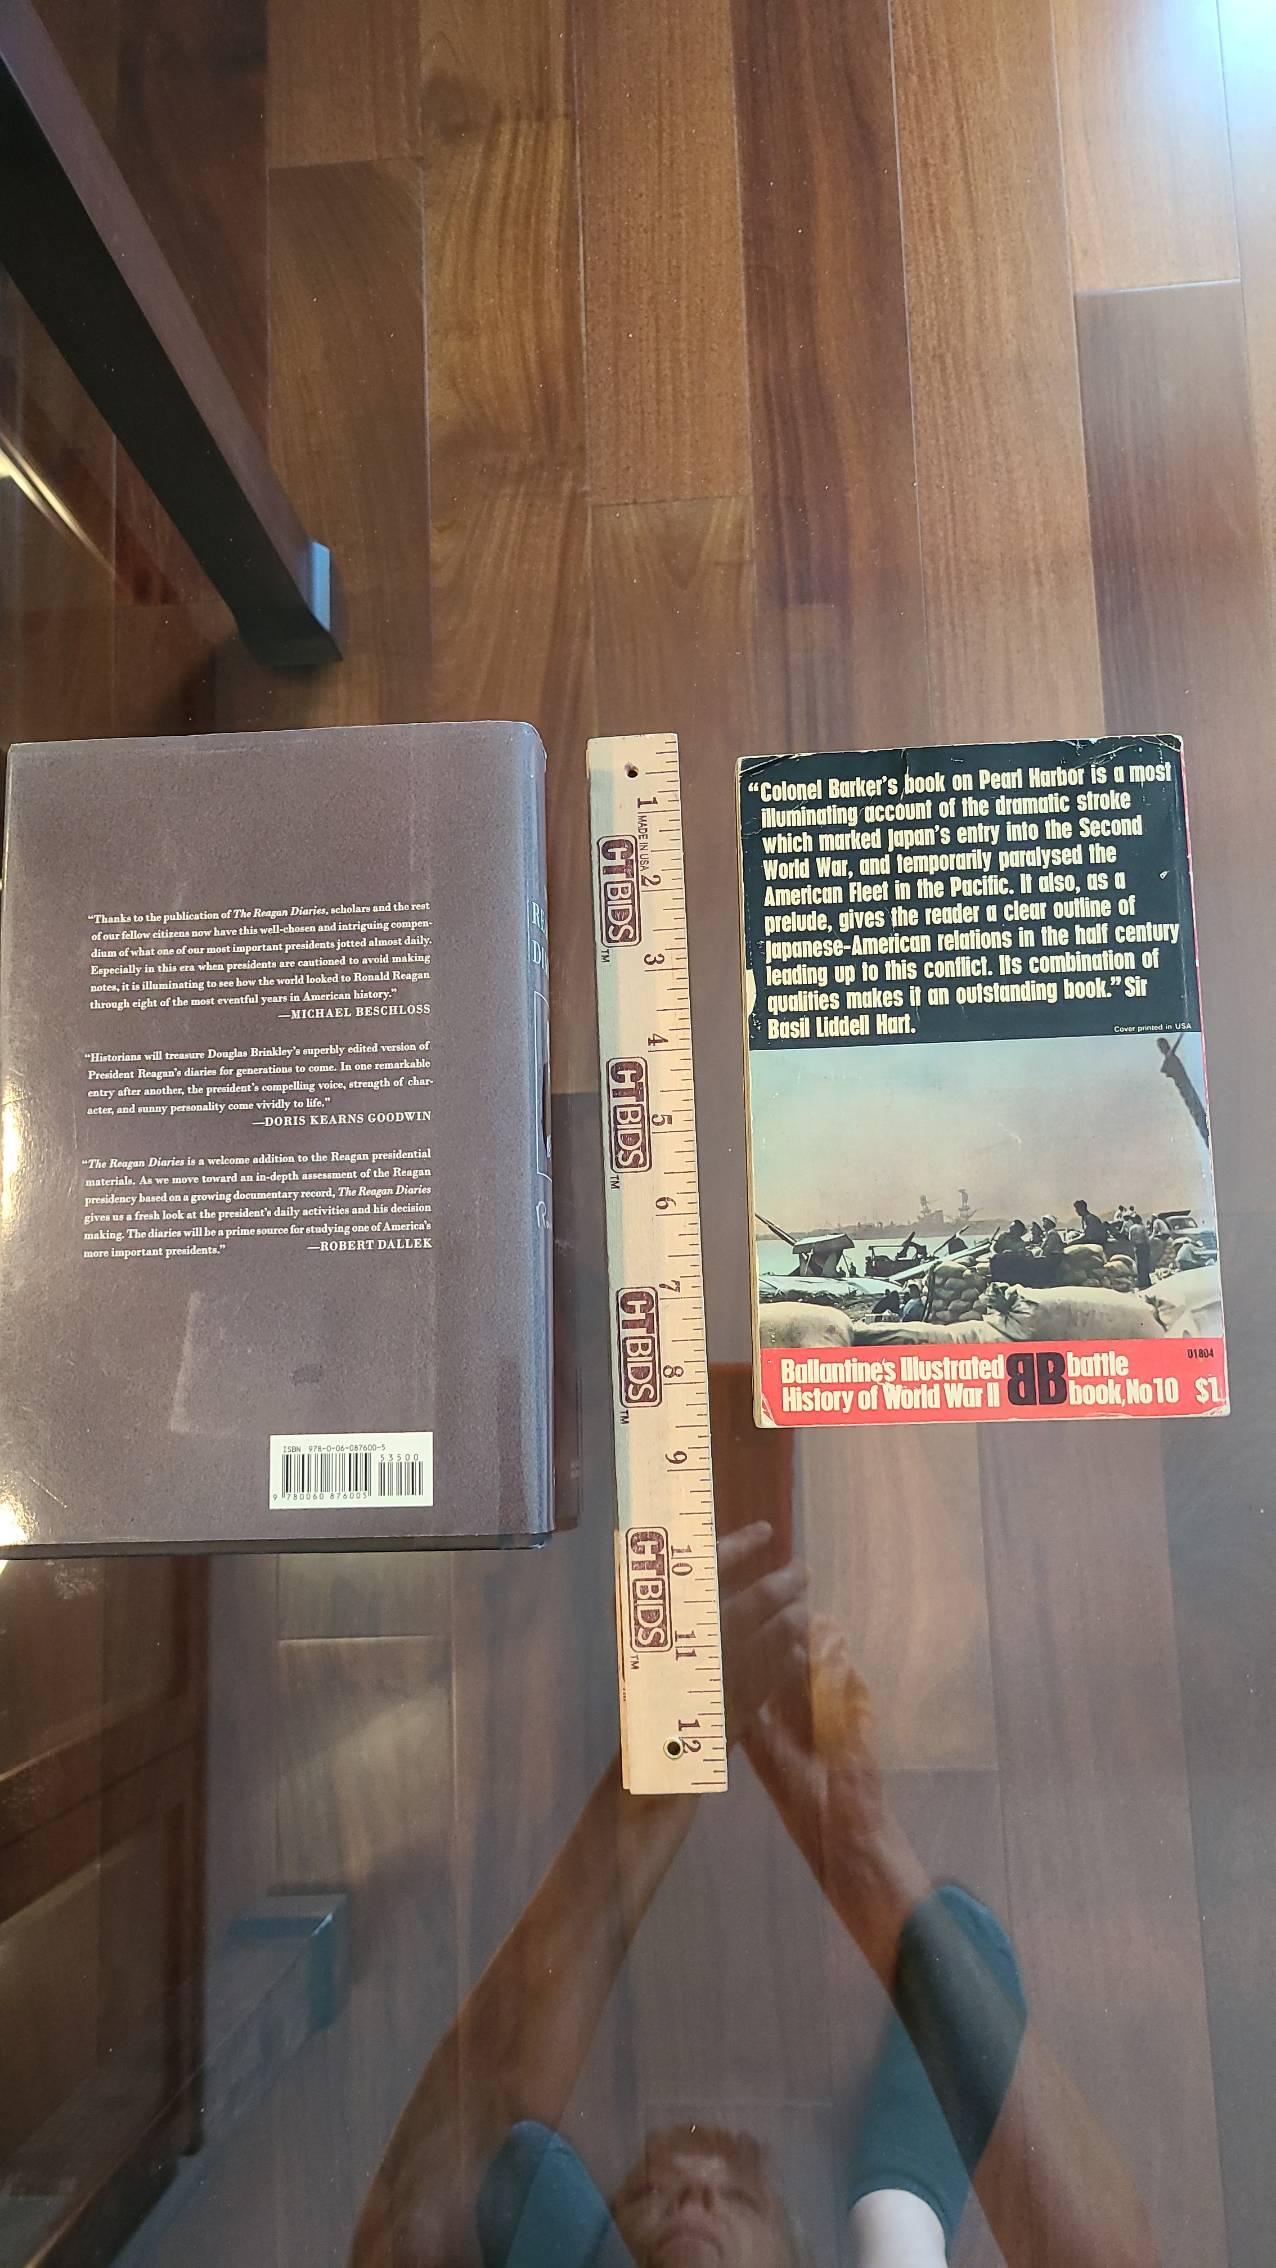 “Thanks to the publication of The Reagan Diaries, scholars and the rest
of our fellow citizens now have this well-chosen and intriguing compen-
dium of what one of our most important presidents jotted almost daily.
Especially in this era when presidents are cautioned to avoid making
notes, it is illuminating to see how the world looked to Ronald Reagan
through eight of the most eventful years in American history.”
—MICHAEL BESCHLOSS
“Historians will treasure Douglas Brinkley’s superbly edited version of
President Reagan’s diaries for generations to come. In one remarkable
entry after another, the president’s compelling voice, strength of char-
acter, and sunny personality come vividly to life.”
—DORIS KEARNS GOODWIN
“The Reagan Diaries is a welcome addition to the Reagan presidential
materials. As we move toward an in-depth assessment of the Reagan
presidency based on a growing documentary record, The Reagan Diaries
gives us a fresh look at the president’s daily activities and his decision
making. The diaries will be a prime source for studying one of America’s
more important presidents.”
—ROBERT DALLEK
ISBN 978-0-06-087600-5
53500
9 780060 876005
1 2 3 4 5 6 7 8 9 10 11 12
MADE IN USA
CTBIDS™
CTBIDS™
CTBIDS™
CTBIDS™
“Colonel Barker’s book on Pearl Harbor is a most
illuminating account of the dramatic stroke
which marked Japan’s entry into the Second
World War, and temporarily paralysed the
American Fleet in the Pacific. It also, as a
prelude, gives the reader a clear outline of
Japanese-American relations in the half century
leading up to this conflict. Its combination of
qualities makes it an outstanding book.” Sir
Basil Liddell Hart.
Cover printed in USA
01804
Ballantine’s Illustrated BB battle
History of World War II book, No 10 $1